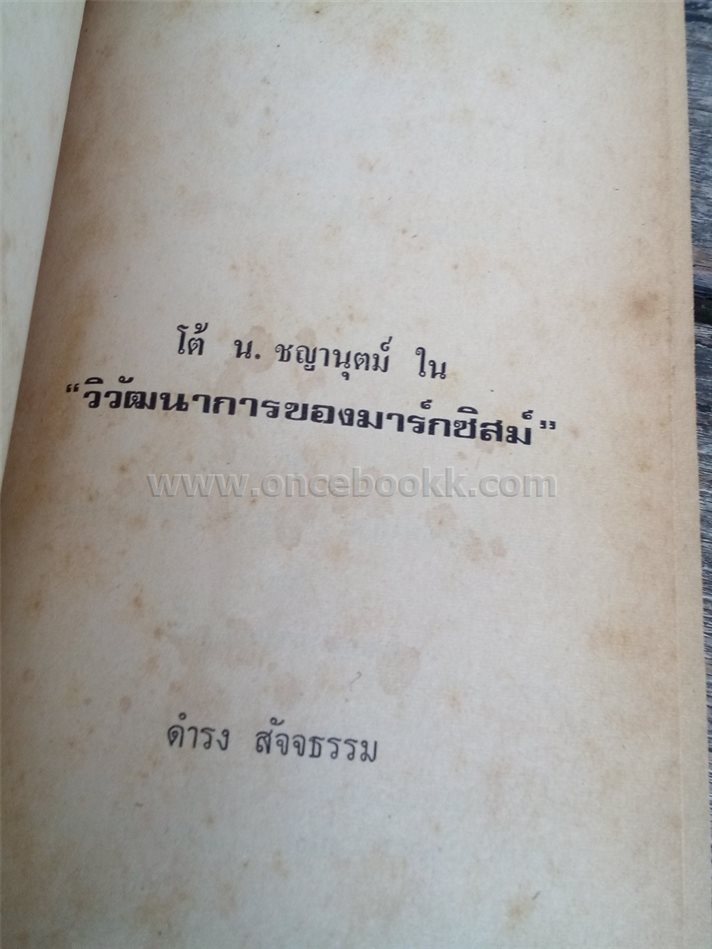 โต้ น. ชญานุตม์ ใน
“วิวัฒนาการของมาร์กซิสม์”
www.oncebookk.com
ดำรง สัจจธรรม